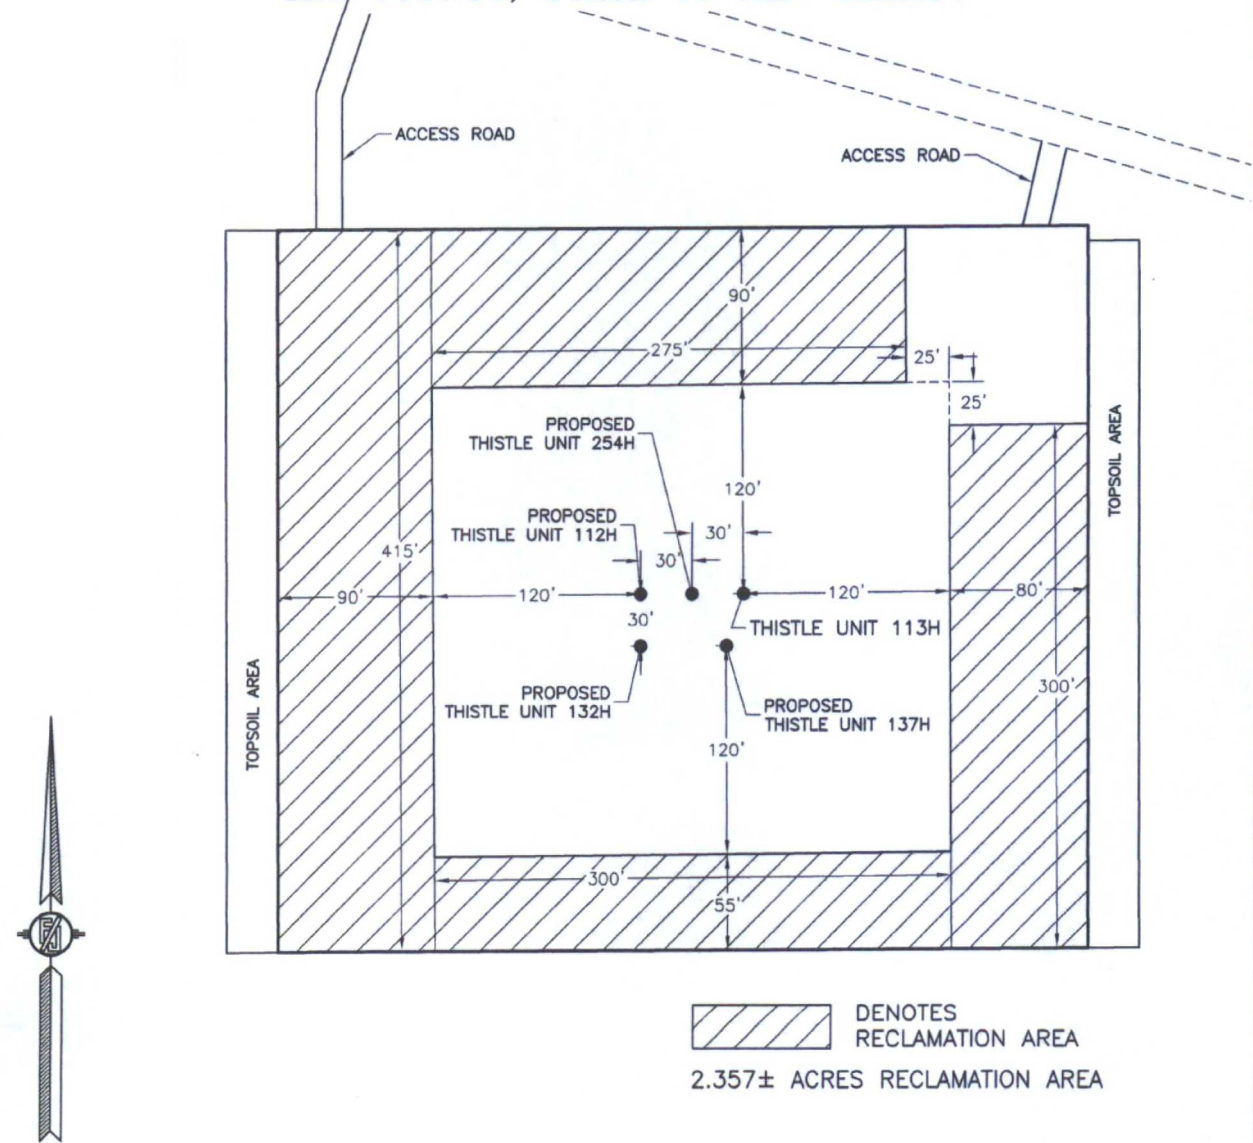 ACCESS ROAD
ACCESS ROAD
90'
275'
25'
25'
PROPOSED
THISTLE UNIT 254H
120'
PROPOSED
THISTLE UNIT 112H
30'
30'
415'
90'
120'
120'
80'
30'
THISTLE UNIT 113H
TOPSOIL AREA
TOPSOIL AREA
300'
PROPOSED
THISTLE UNIT 132H
PROPOSED
THISTLE UNIT 137H
120'
300'
55'
DENOTES
RECLAMATION AREA
2.357± ACRES RECLAMATION AREA